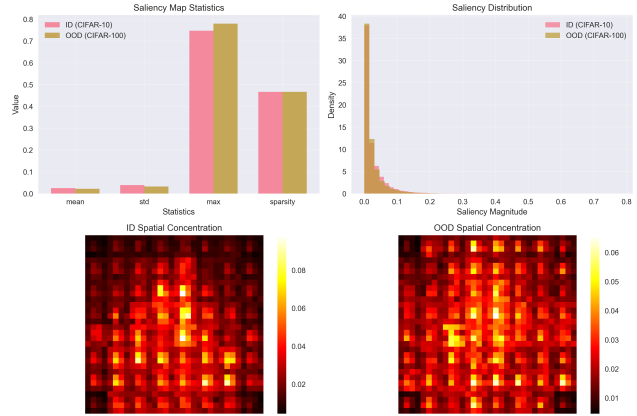 Saliency Map Statistics
ID (CIFAR-10)
OOD (CIFAR-100)
Value
0.8
0.7
0.6
0.5
0.4
0.3
0.2
0.1
0.0
mean std max sparsity
Statistics
Saliency Distribution
ID (CIFAR-10)
OOD (CIFAR-100)
Density
40
35
30
25
20
15
10
5
0
0.0 0.1 0.2 0.3 0.4 0.5 0.6 0.7 0.8
Saliency Magnitude
ID Spatial Concentration
0.08
0.06
0.04
0.02
OOD Spatial Concentration
0.06
0.05
0.04
0.03
0.02
0.01